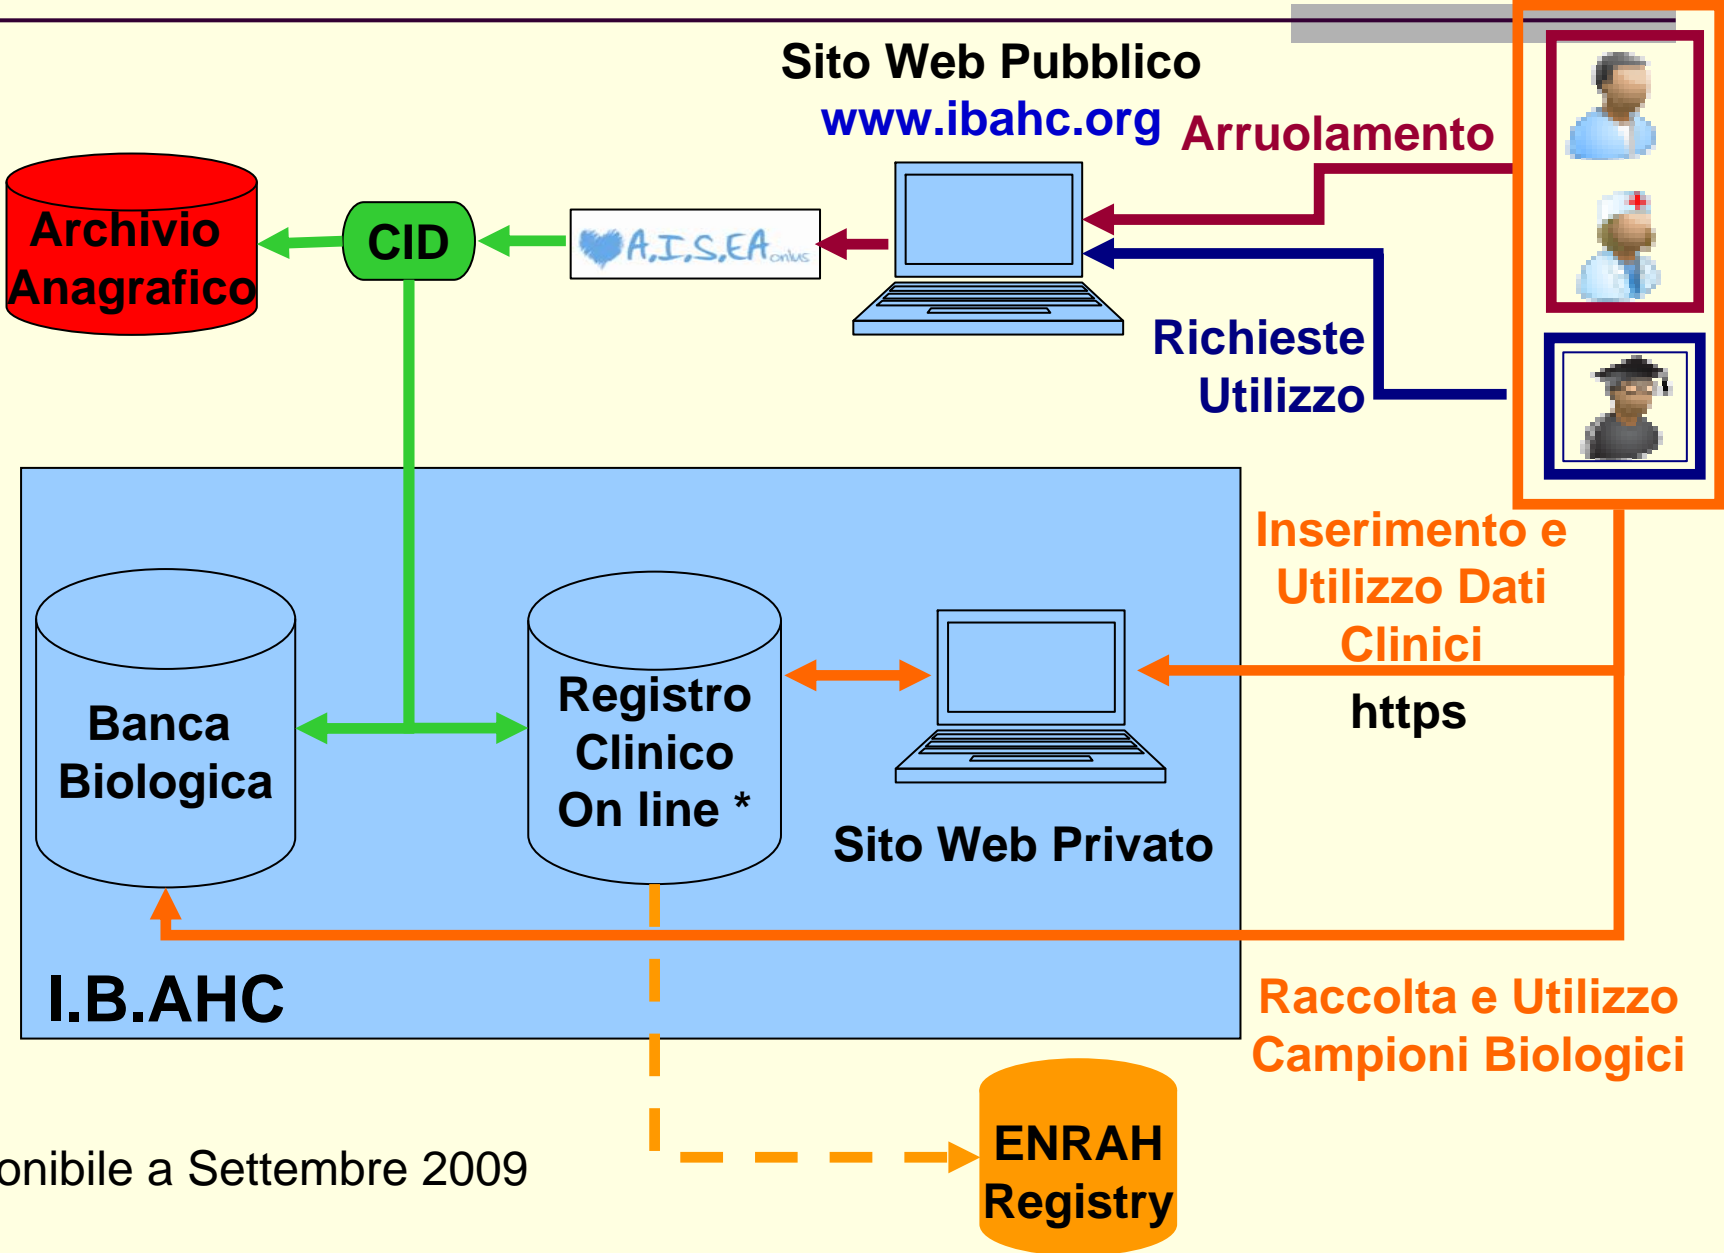 Sito Web Pubblico
www.ibahc.org
Arruolamento
Archivio
Anagrafico
CID
A.I.S.EA onlus
Richieste
Utilizzo
Inserimento e
Utilizzo Dati
Clinici
https
Banca
Biologica
Registro
Clinico
On line *
Sito Web Privato
I.B.AHC
Raccolta e Utilizzo
Campioni Biologici
ENRAH
Registry
onibile a Settembre 2009